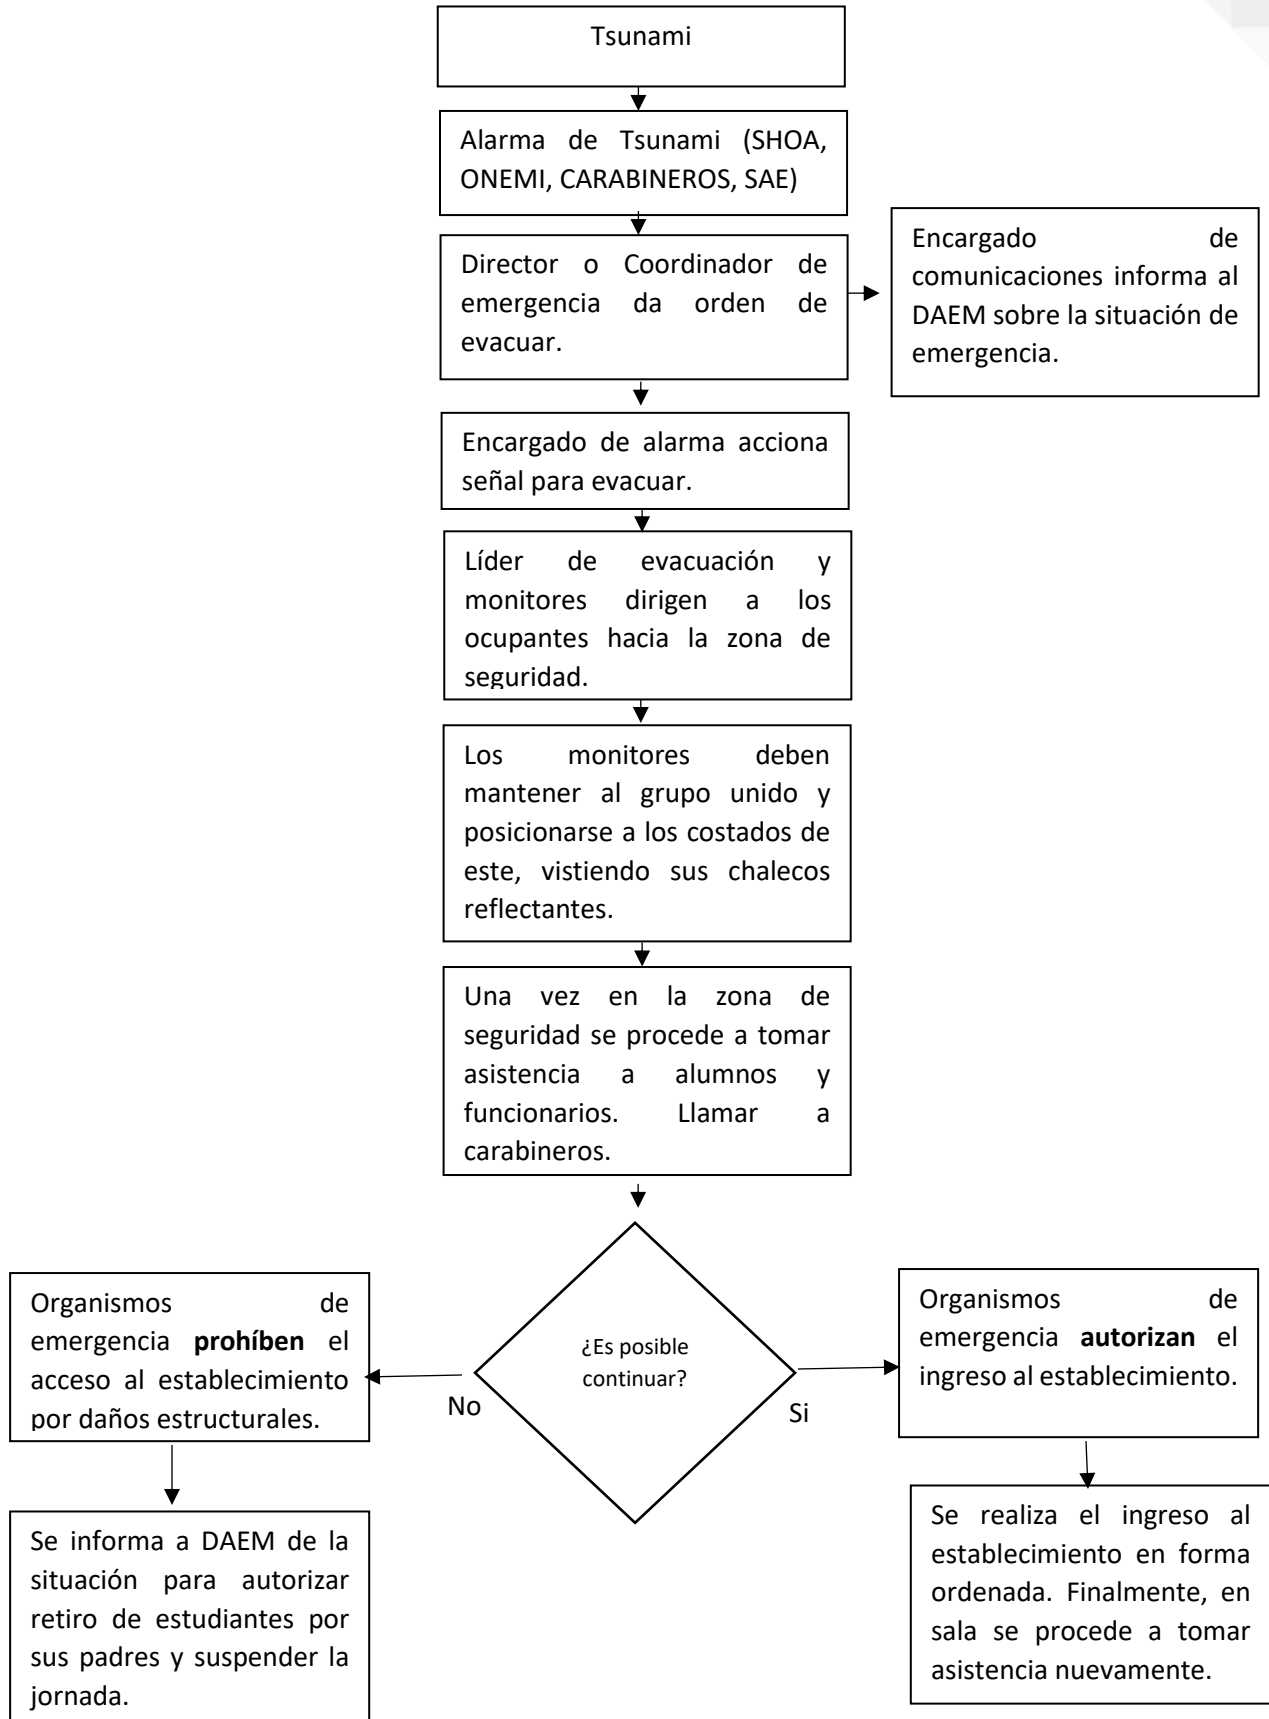 Tsunami
Alarma de Tsunami (SHOA,
ONEMI, CARABINEROS, SAE)
Director o Coordinador de
emergencia da orden de
evacuar.
Encargado de
comunicaciones informa al
DAEM sobre la situación de
emergencia.
Encargado de alarma acciona
señal para evacuar.
Líder de evacuación y
monitores dirigen a los
ocupantes hacia la zona de
seguridad.
Los monitores deben
mantener al grupo unido y
posicionarse a los costados de
este, vistiendo sus chalecos
reflectantes.
Una vez en la zona de
seguridad se procede a tomar
asistencia a alumnos y
funcionarios. Llamar a
carabineros.
¿Es posible
continuar?
No
Si
Organismos de
emergencia prohíben el
acceso al establecimiento
por daños estructurales.
Organismos de
emergencia autorizan el
ingreso al establecimiento.
Se informa a DAEM de la
situación para autorizar
retiro de estudiantes por
sus padres y suspender la
jornada.
Se realiza el ingreso al
establecimiento en forma
ordenada. Finalmente, en
sala se procede a tomar
asistencia nuevamente.